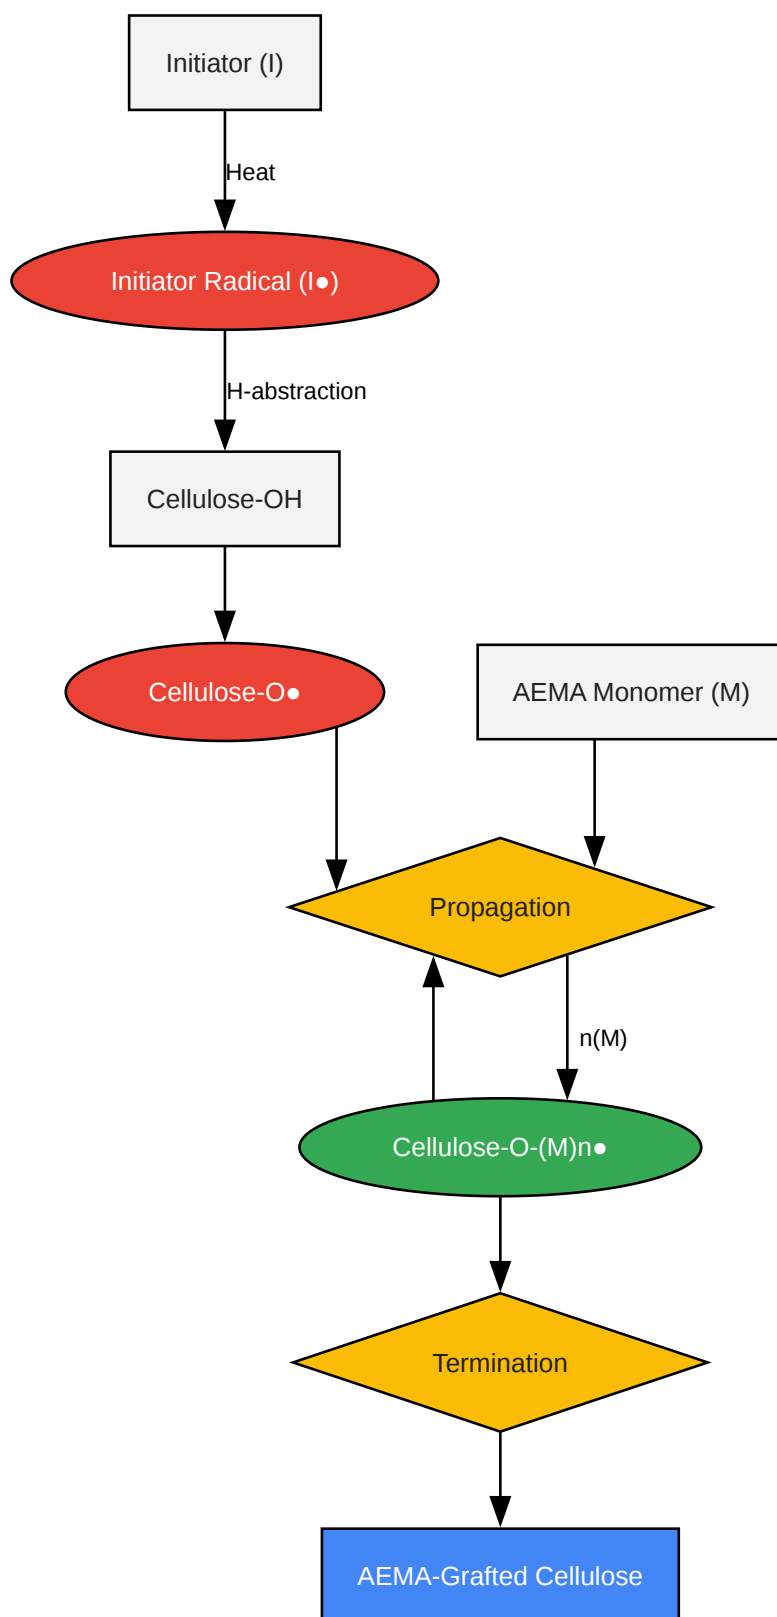 Initiator (I)
Heat
Initiator Radical (I●)
H-abstraction
Cellulose-OH
Cellulose-O●
AEMA Monomer (M)
Propagation
n(M)
Cellulose-O-(M)n●
Termination
AEMA-Grafted Cellulose